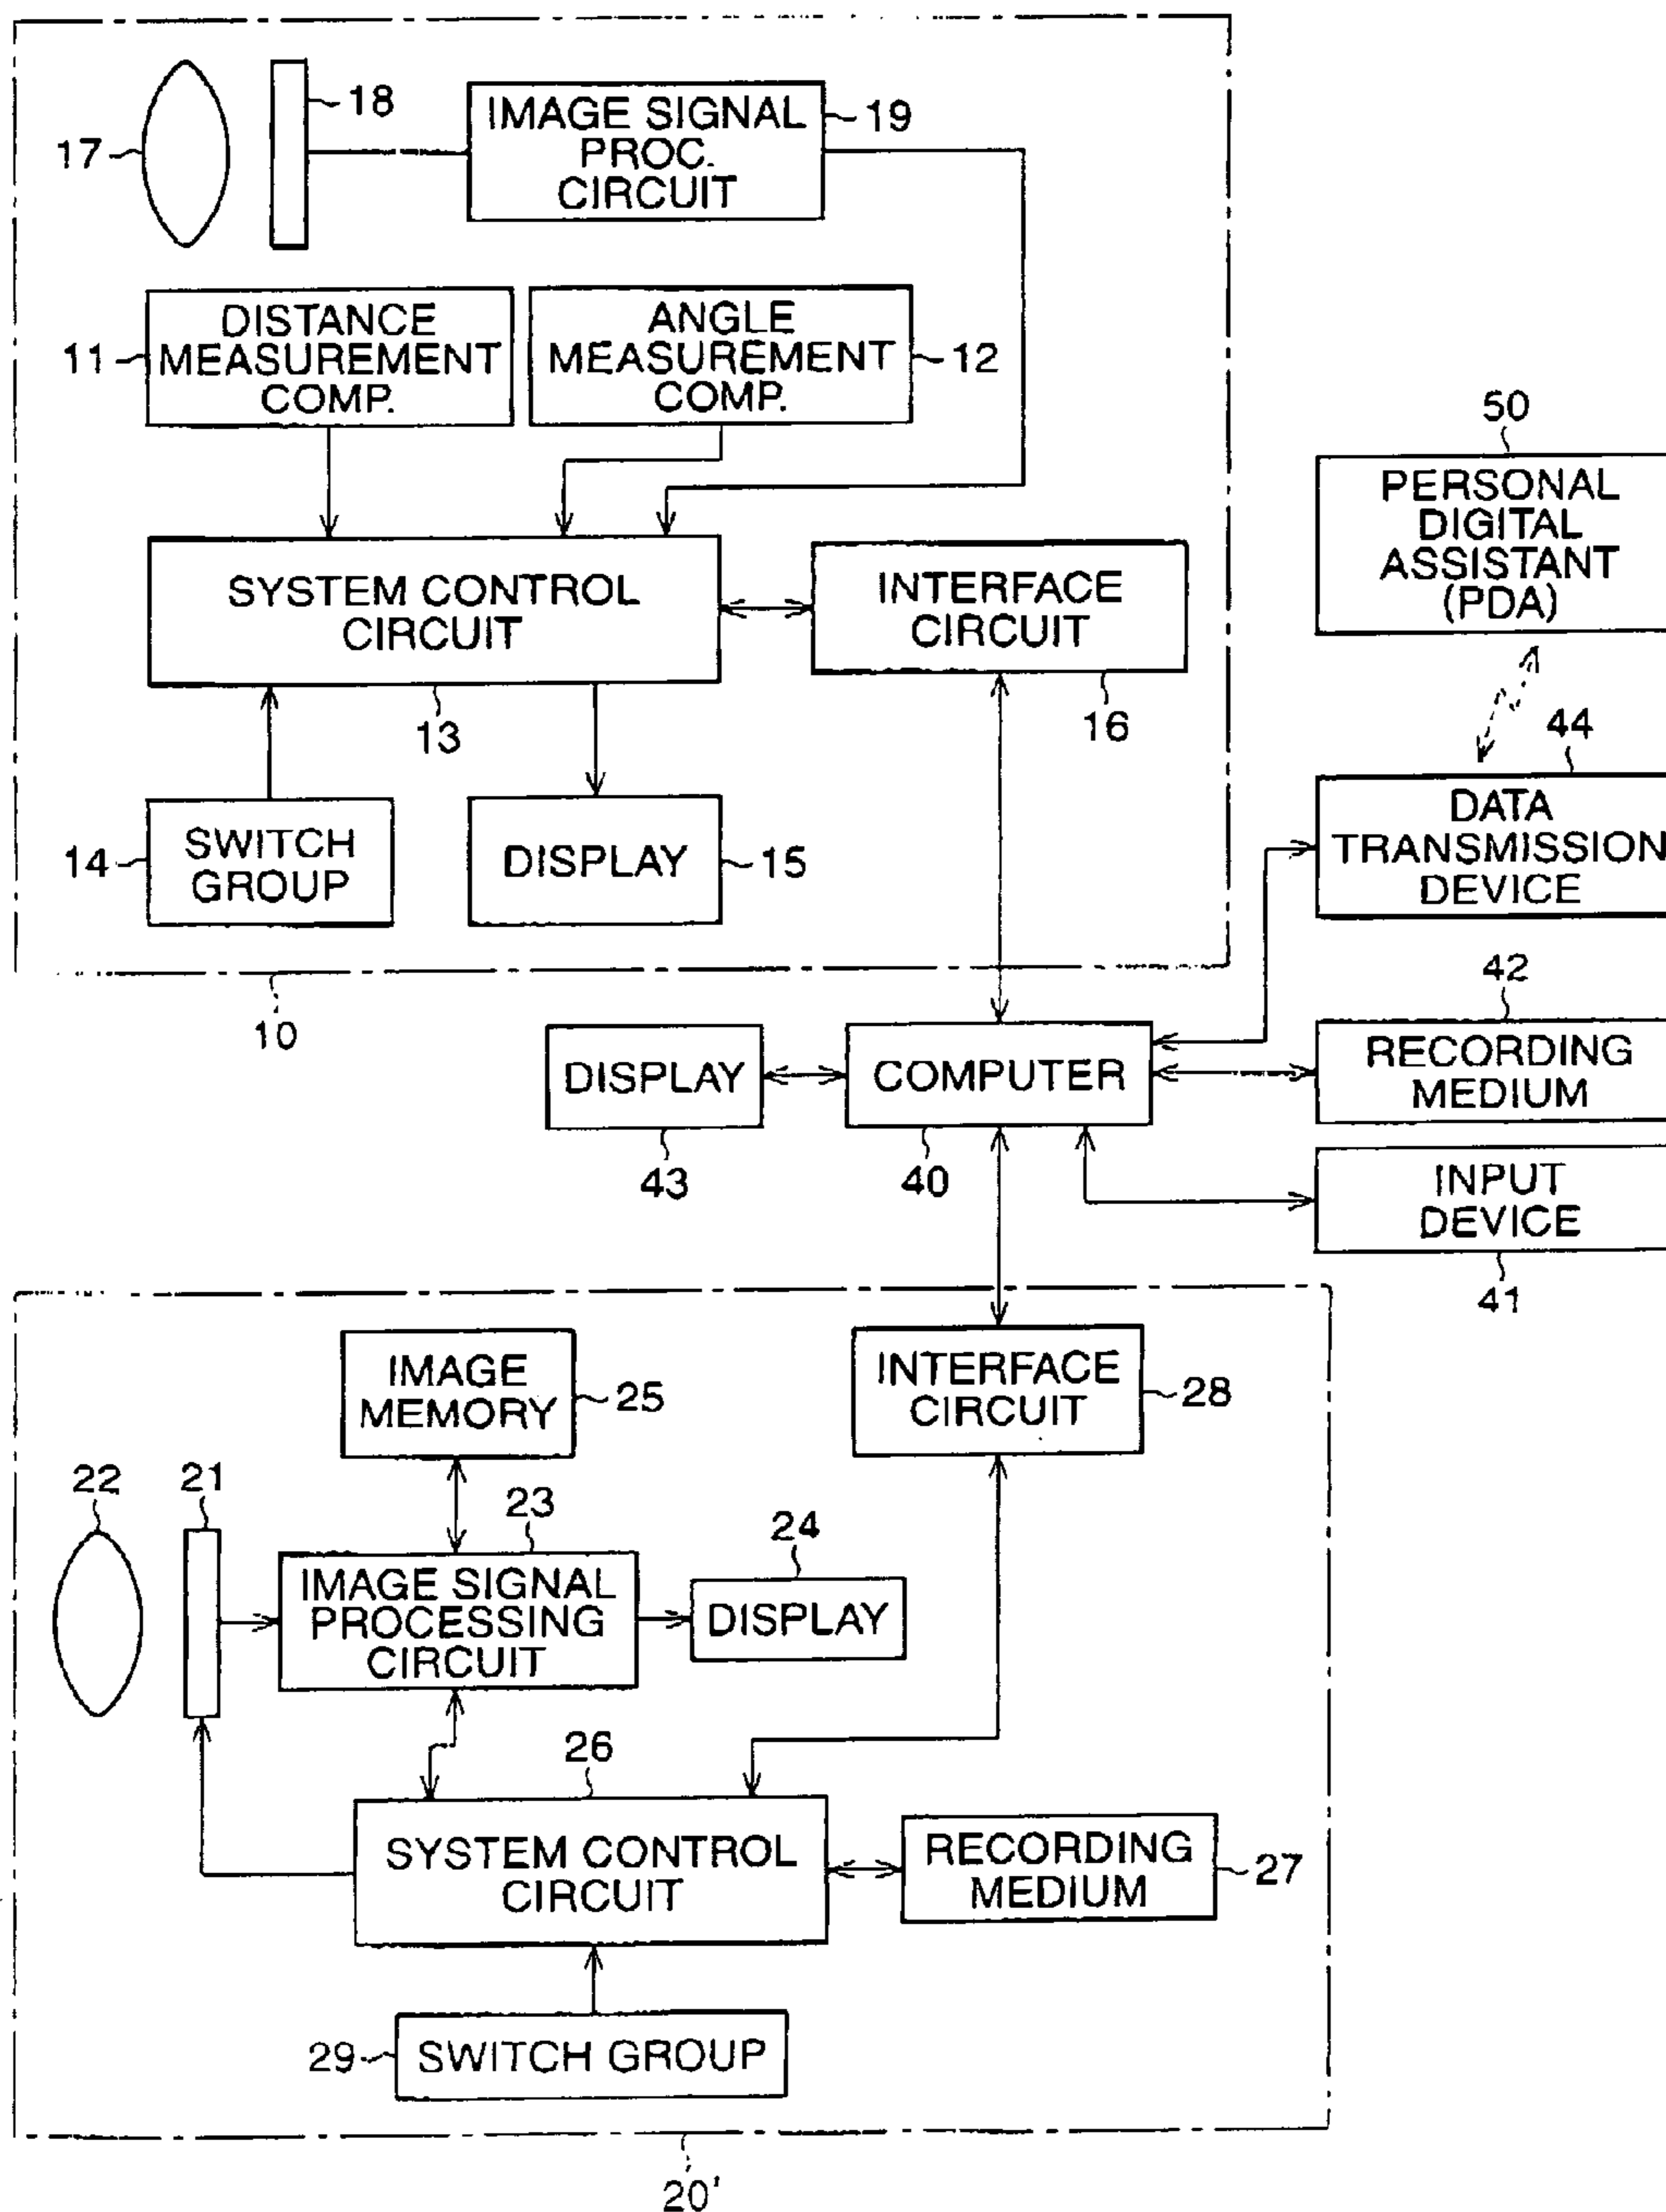 17
18
IMAGE SIGNAL
PROC.
CIRCUIT
19
11
DISTANCE
MEASUREMENT
COMP.
ANGLE
MEASUREMENT
COMP.
12
50
PERSONAL
DIGITAL
ASSISTANT
(PDA)
SYSTEM CONTROL
CIRCUIT
13
INTERFACE
CIRCUIT
16
44
DATA
TRANSMISSION
DEVICE
14
SWITCH
GROUP
DISPLAY
15
10
42
RECORDING
MEDIUM
DISPLAY
43
COMPUTER
40
INPUT
DEVICE
41
IMAGE
MEMORY
25
INTERFACE
CIRCUIT
28
22
21
23
IMAGE SIGNAL
PROCESSING
CIRCUIT
24
DISPLAY
26
SYSTEM CONTROL
CIRCUIT
RECORDING
MEDIUM
27
29
SWITCH GROUP
20'